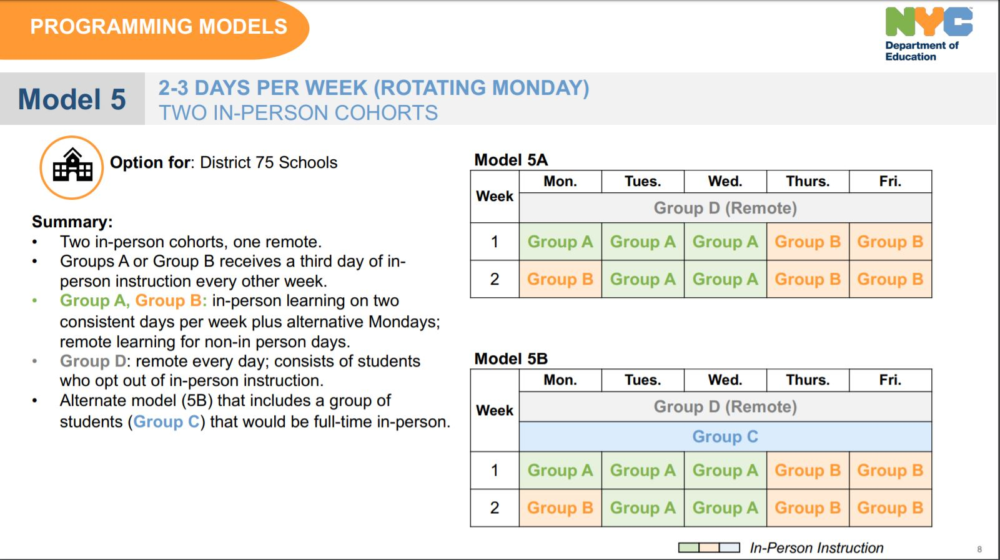 PROGRAMMING MODELS
NYC
Department of
Education
Model 5
2-3 DAYS PER WEEK (ROTATING MONDAY)
TWO IN-PERSON COHORTS
Option for: District 75 Schools
Summary:
• Two in-person cohorts, one remote.
• Groups A or Group B receives a third day of in-
person instruction every other week.
• Group A, Group B: in-person learning on two
consistent days per week plus alternative Mondays;
remote learning for non-in person days.
• Group D: remote every day; consists of students
who opt out of in-person instruction.
• Alternate model (5B) that includes a group of
students (Group C) that would be full-time in-person.
Model 5A
Week Mon. Tues. Wed. Thurs. Fri.
Group D (Remote)
1 Group A Group A Group A Group B Group B
2 Group B Group A Group A Group B Group B
Model 5B
Week Mon. Tues. Wed. Thurs. Fri.
Group D (Remote)
Group C
1 Group A Group A Group A Group B Group B
2 Group B Group A Group A Group B Group B
In-Person Instruction
8